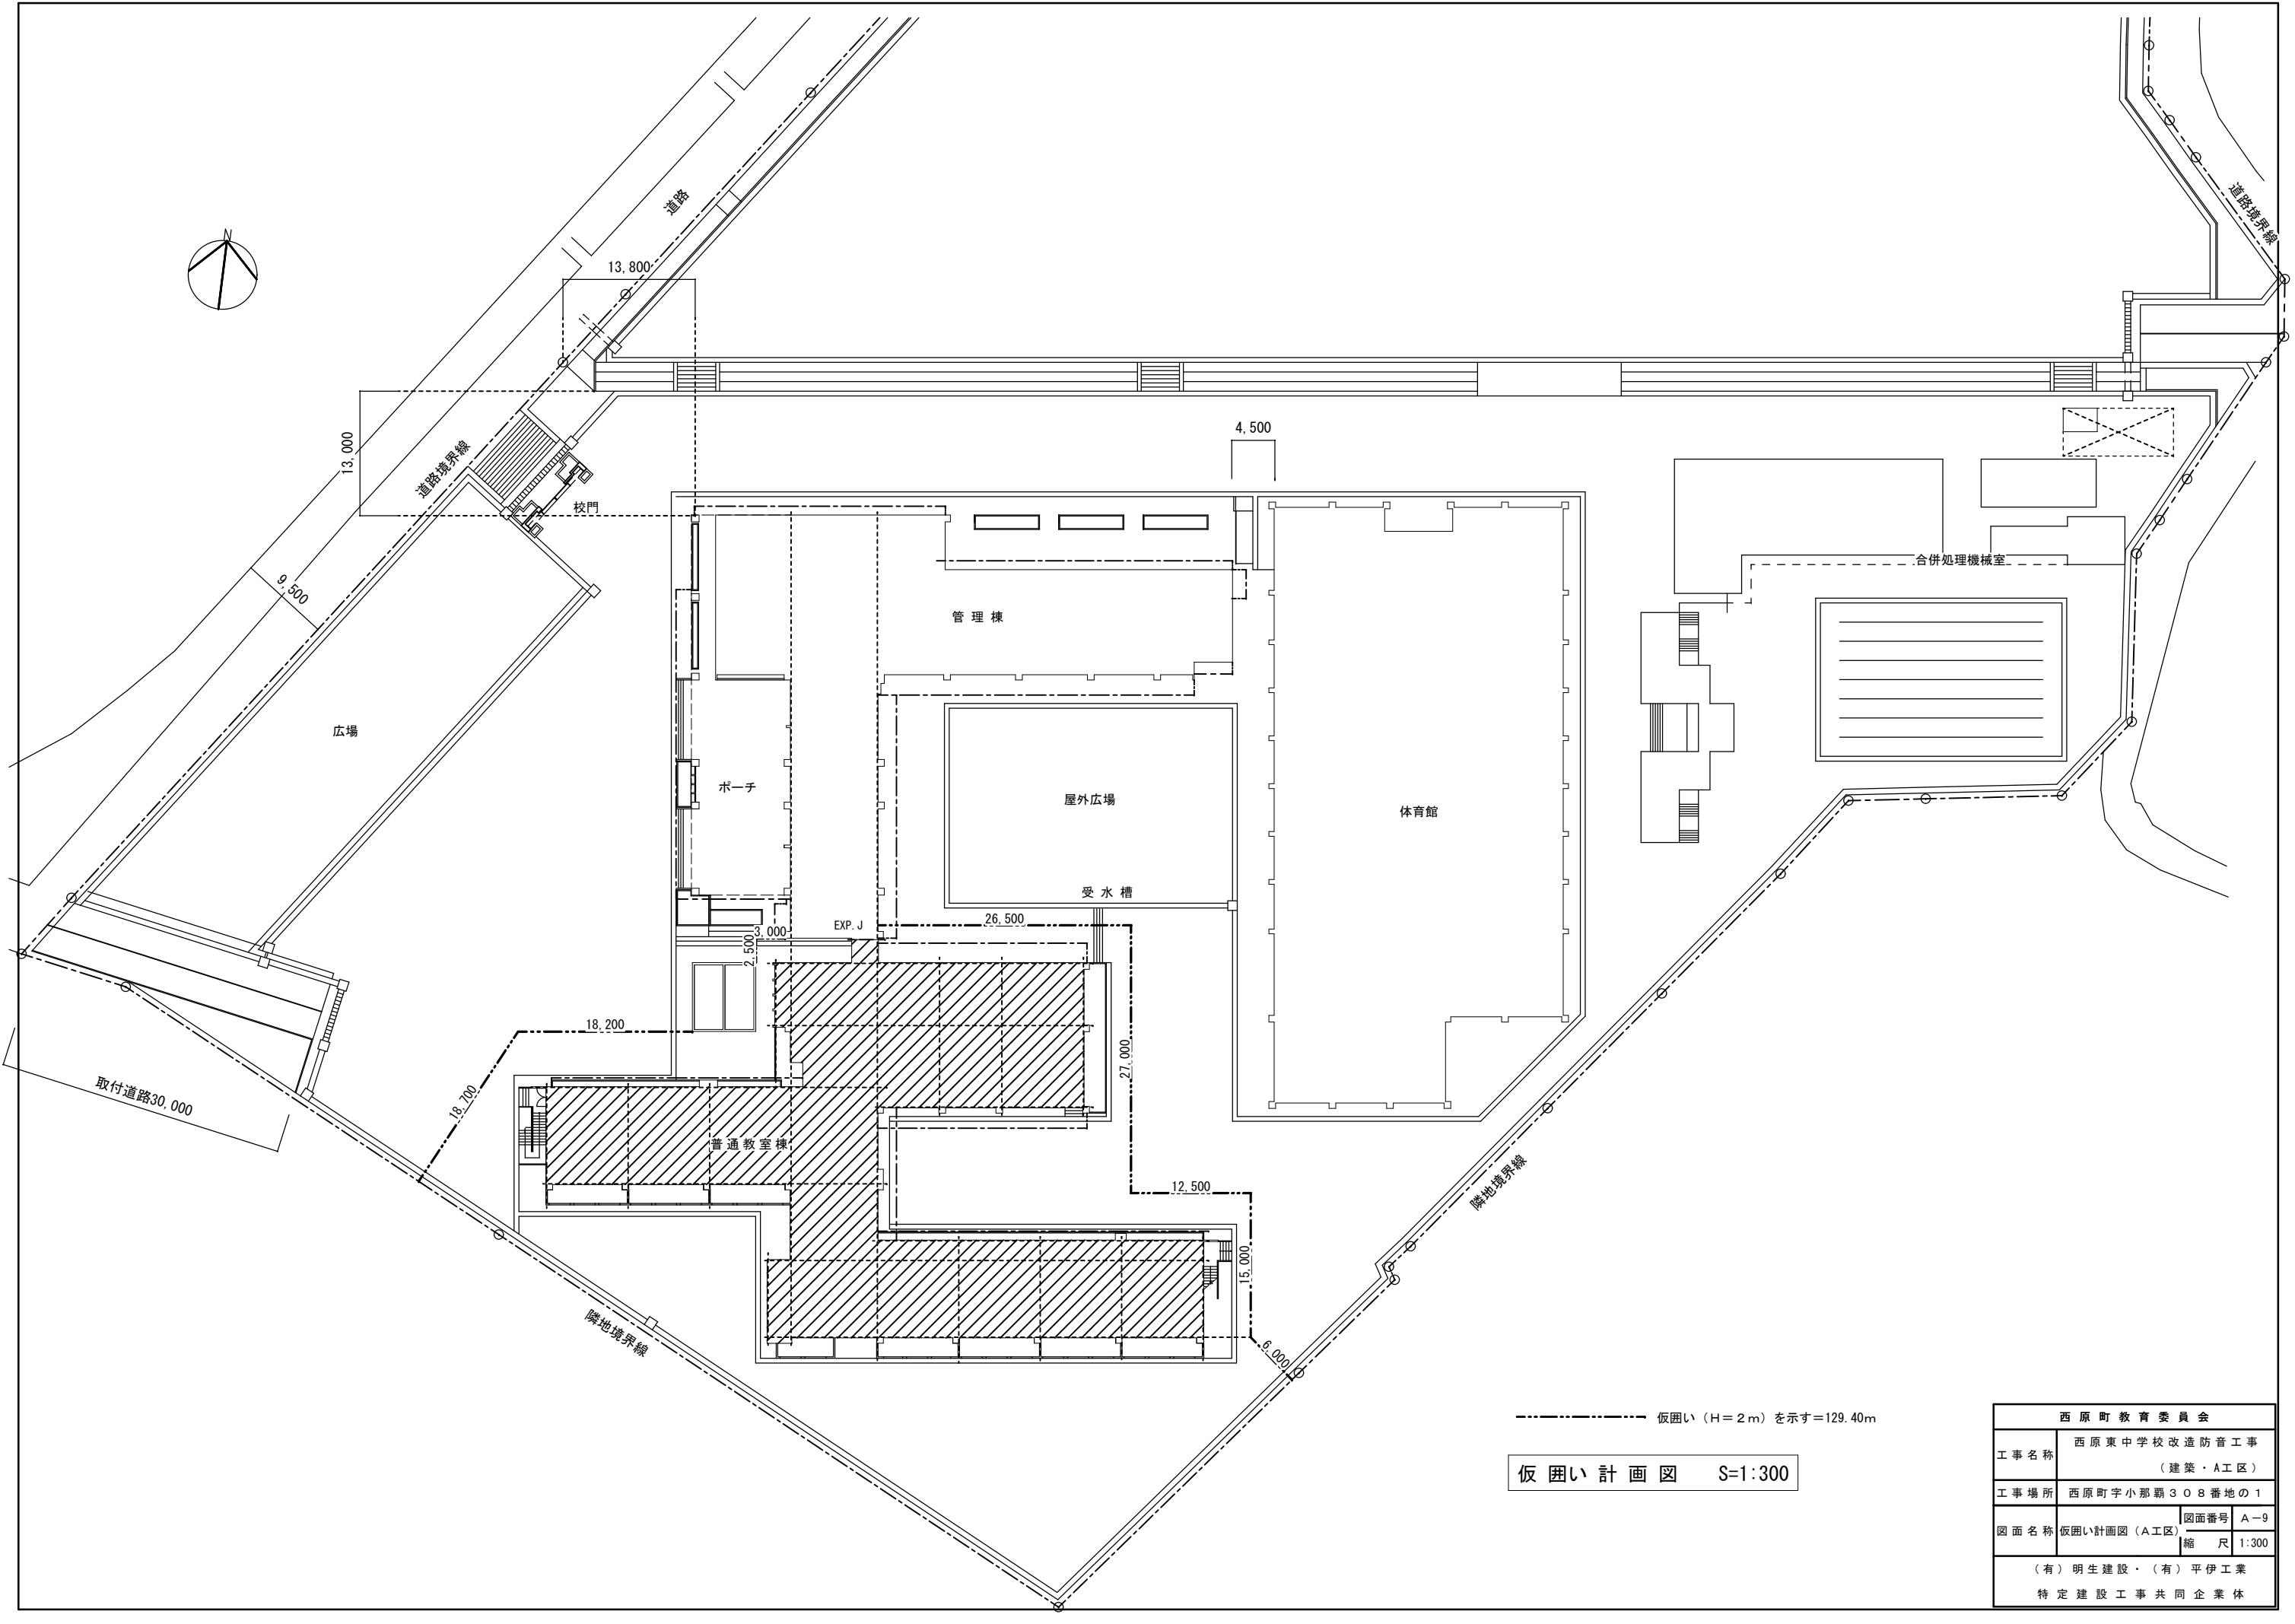 道路
N
13,800
道路境界線
13,000
道路境界線
4,500
校門
合併処理機械室
9,500
管理棟
広場
ポーチ
屋外広場
体育館
受水槽
EXP.J
26,500
3,000
2,500
18,200
27,000
取付道路30,000
18,700
普通教室棟
12,500
隣地境界線
15,000
隣地境界線
6,000
仮囲い（H=2m）を示す=129.40m
仮囲い計画図 S=1:300
西原町教育委員会
工事名称 西原東中学校改造防音工事
（建築・A工区）
工事場所 西原町字小那覇308番地の1
図面名称 仮囲い計画図（A工区） 図面番号 A-9
縮尺 1:300
（有）明生建設・（有）平伊工業
特定建設工事共同企業体